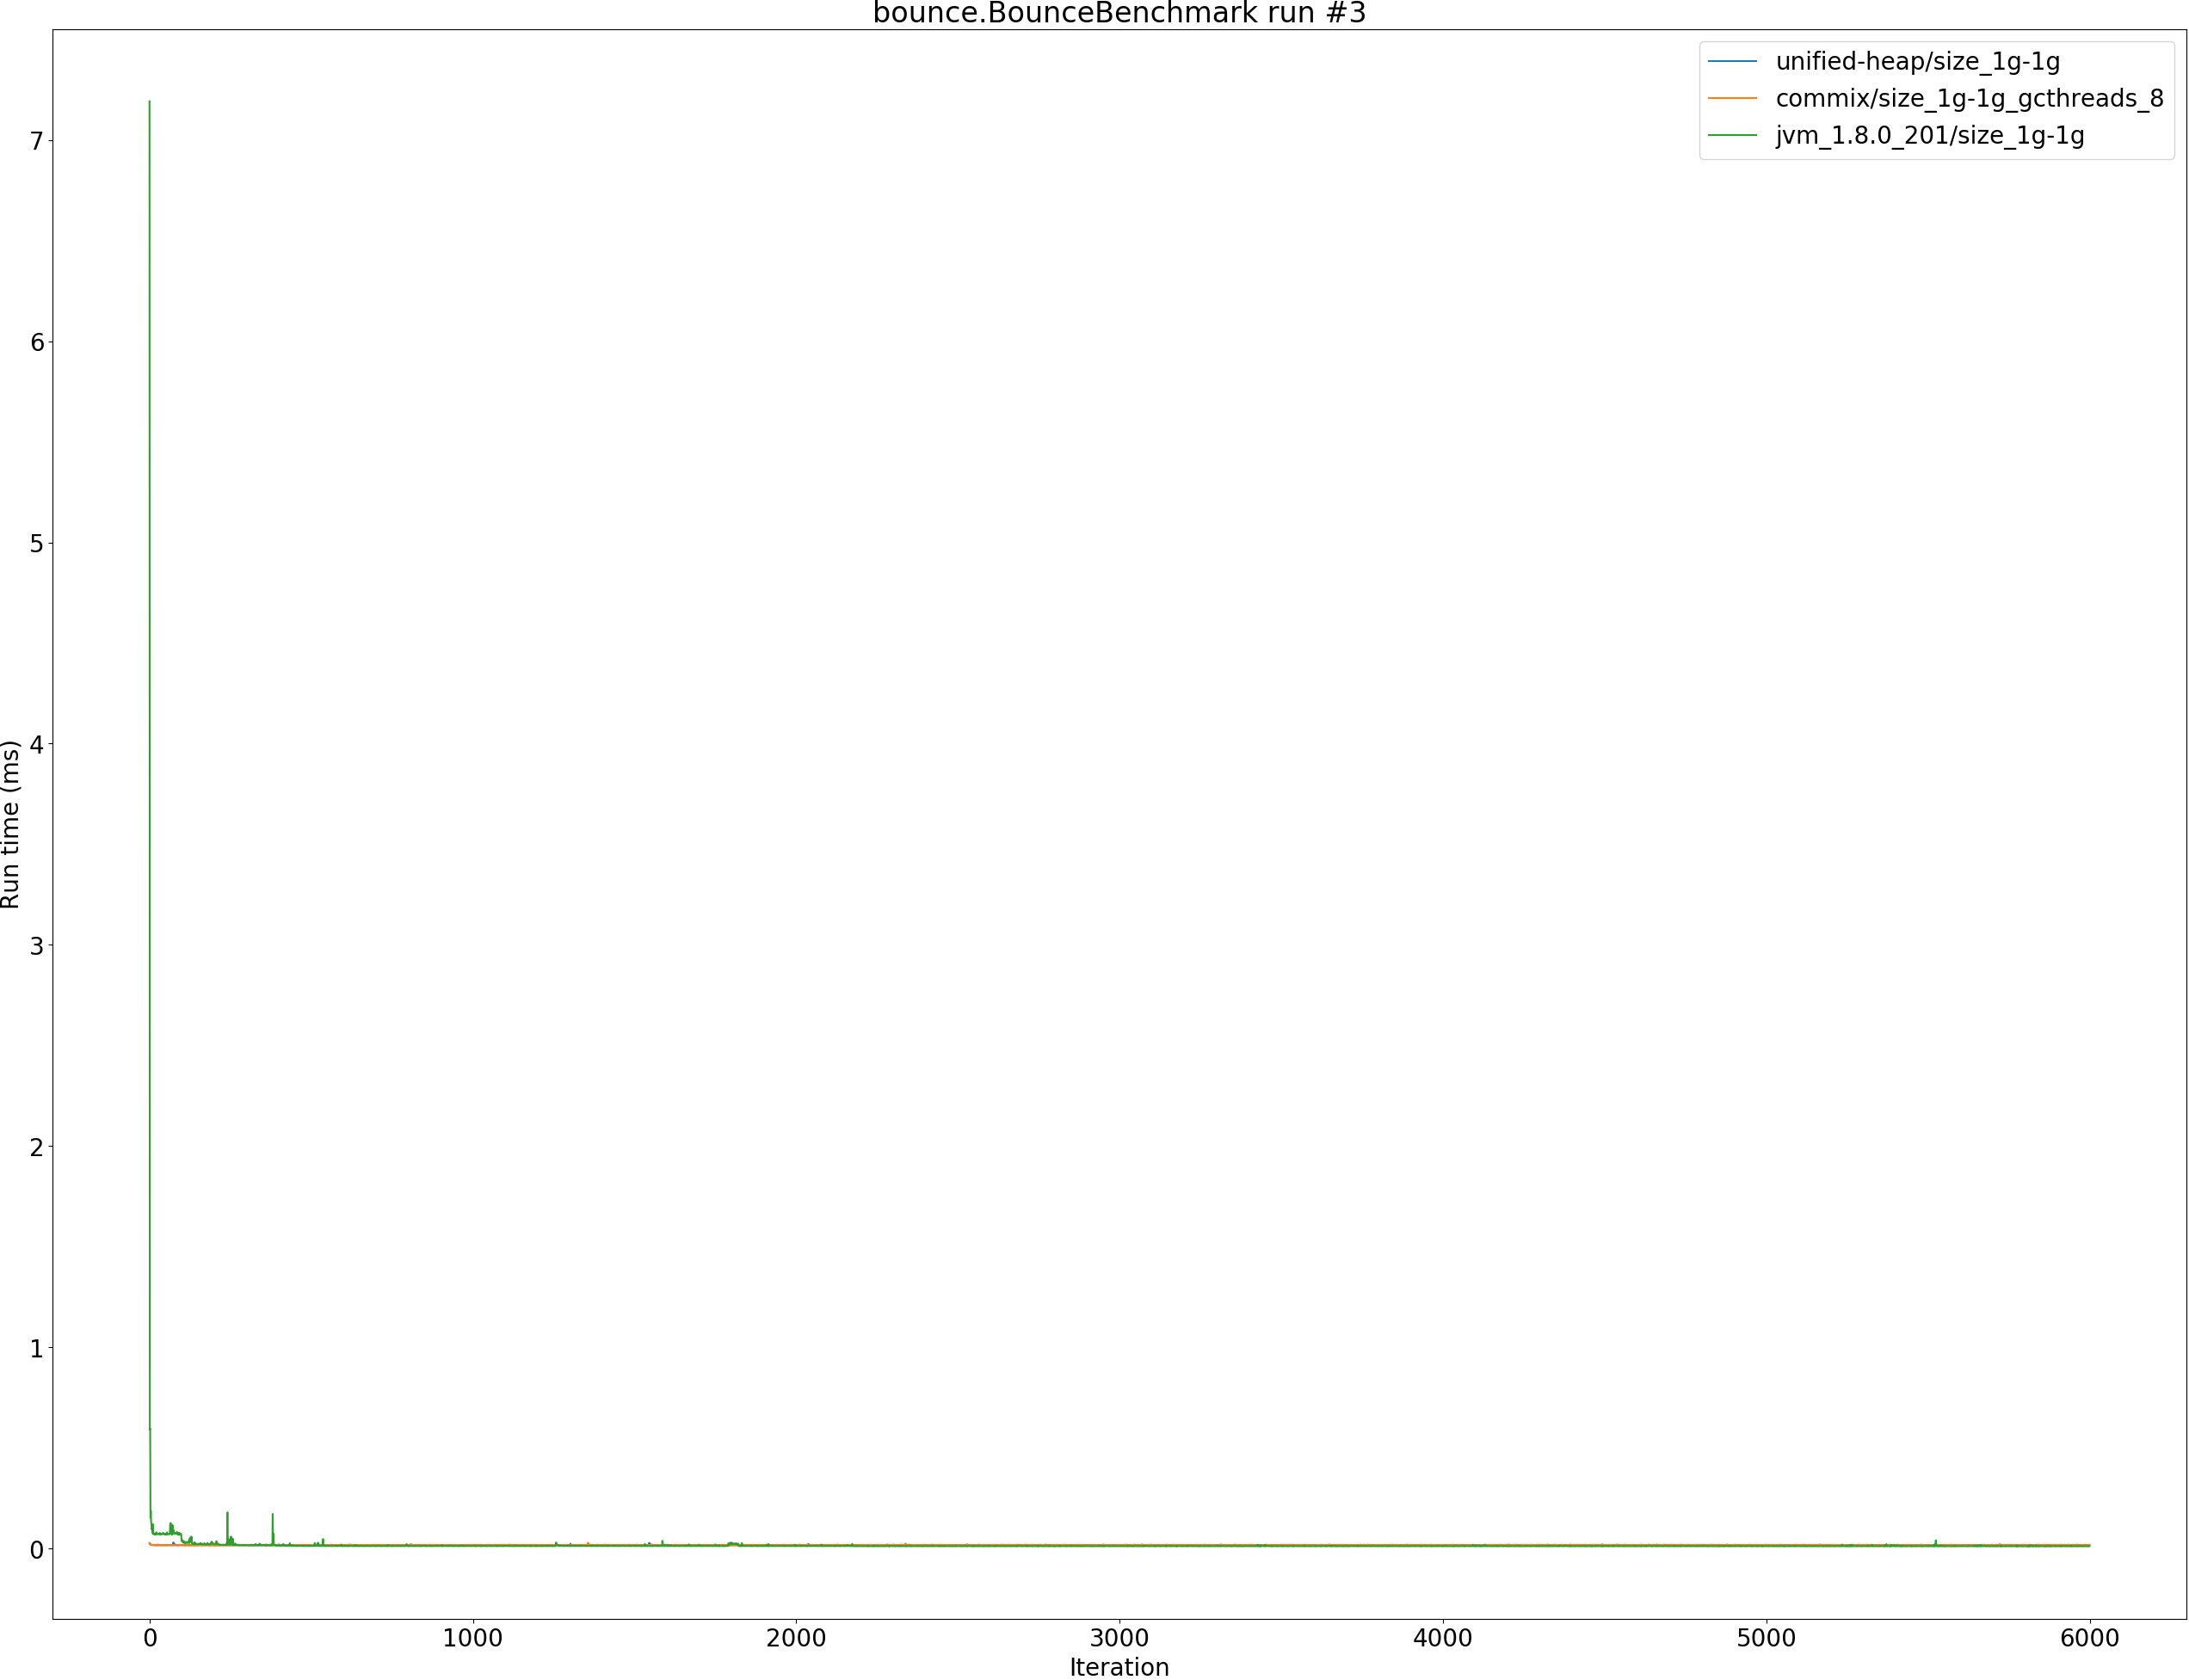 bounce.BounceBenchmark run #3
unified-heap/size_1g-1g
commix/size_1g-1g_gcthreads_8
jvm_1.8.0_201/size_1g-1g
7
6
5
4
3
2
1
0
Run time (ms)
0 1000 2000 3000 4000 5000 6000
Iteration